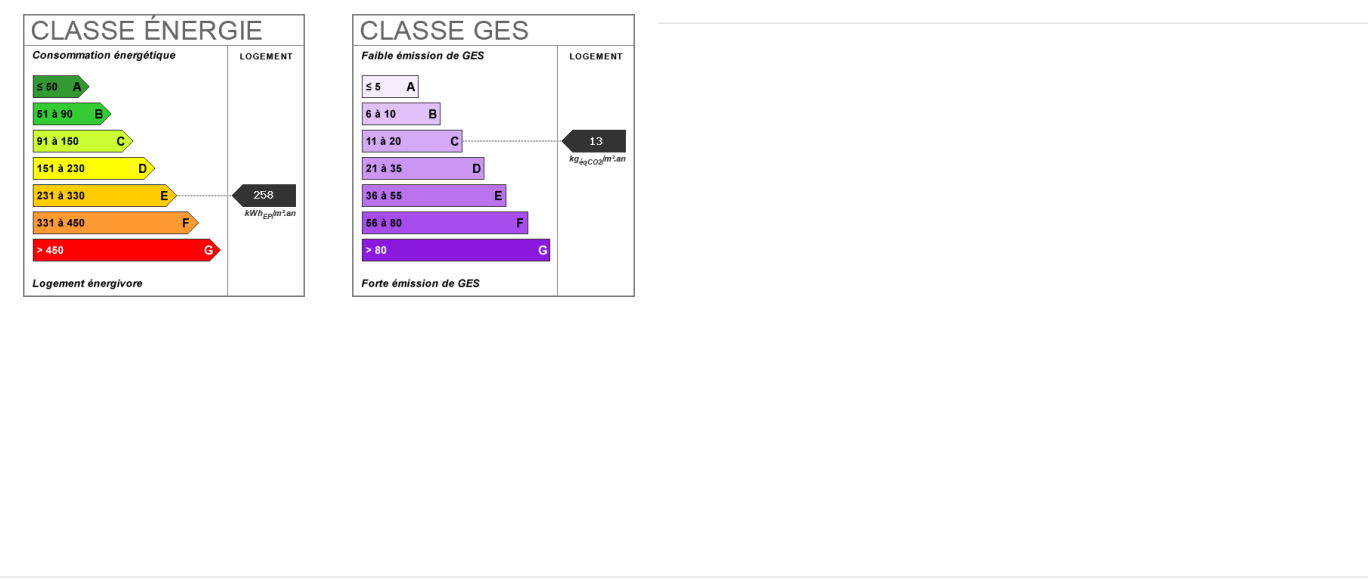 CLASSE ÉNERGIE
Consommation énergétique
LOGEMENT
≤ 50 A
51 à 90 B
91 à 150 C
151 à 230 D
231 à 330 E
258
kWhEP/m².an
331 à 450 F
> 450 G
Logement énergivore
CLASSE GES
Faible émission de GES
LOGEMENT
≤ 5 A
6 à 10 B
11 à 20 C
13
kgéqCO2/m².an
21 à 35 D
36 à 55 E
56 à 80 F
> 80 G
Forte émission de GES